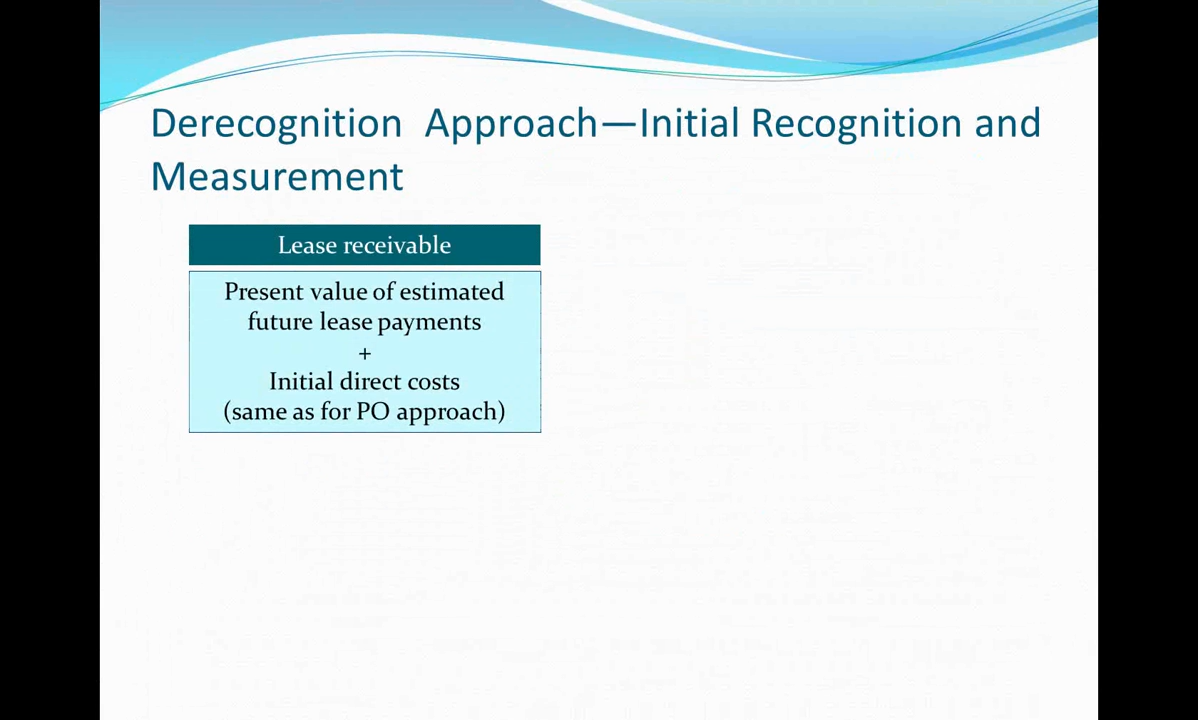 Derecognition Approach—Initial Recognition and
Measurement
Lease receivable
Present value of estimated
future lease payments
+
Initial direct costs
(same as for PO approach)